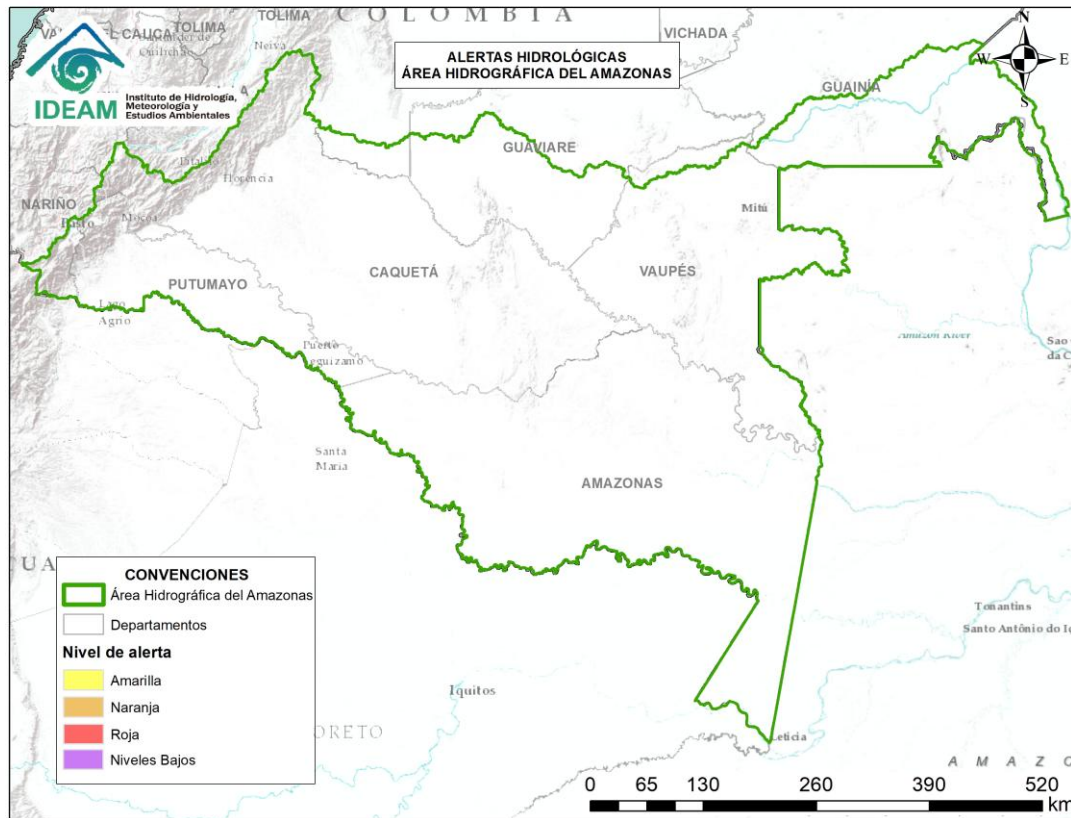 COLOMBIA
TOLIMA
TOLIMA
CAUCA
Neiva
VICHADA
ALERTAS HIDROLÓGICAS
ÁREA HIDROGRÁFICA DEL AMAZONAS
N
W
E
S
IDEAM
Instituto de Hidrología,
Meteorología y
Estudios Ambientales
GUAINÍA
GUAVIARE
Florencia
NARIÑO
Pasto
Mocoa
Mitú
CAQUETÁ
VAUPÉS
PUTUMAYO
Lago
Agrio
Puerto
Amazon River
Sao
da C
Santa
Maria
AMAZONAS
CONVENCIONES
Área Hidrográfica del Amazonas
Departamentos
Nivel de alerta
Amarilla
Naranja
Roja
Niveles Bajos
Tonantins
Santo Antônio do I
Iquitos
ORETO
Leticia
AMAZO
0 65 130 260 390 520
km